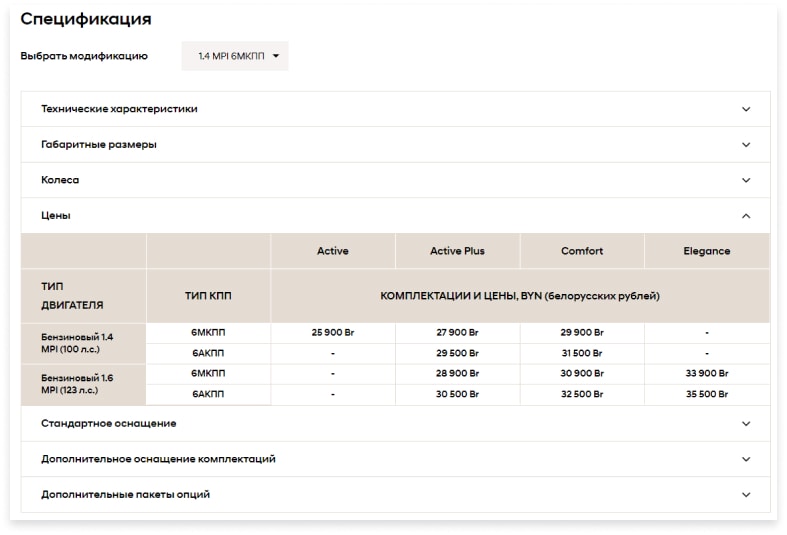 Спецификация
Выбрать модификацию 1.4 MPI 6МКПП
Технические характеристики
Габаритные размеры
Колеса
Цены
Active Active Plus Comfort Elegance
ТИП
ДВИГАТЕЛЯ ТИП КПП КОМПЛЕКТАЦИИ И ЦЕНЫ, BYN (белорусских рублей)
Бензиновый 1.4
MPI (100 л.с.)
6МКПП 25 900 Br 27 900 Br 29 900 Br -
6АКПП - 29 500 Br 31 500 Br -
Бензиновый 1.6
MPI (123 л.с.)
6МКПП - 28 900 Br 30 900 Br 33 900 Br
6АКПП - 30 500 Br 32 500 Br 35 500 Br
Стандартное оснащение
Дополнительное оснащение комплектаций
Дополнительные пакеты опций